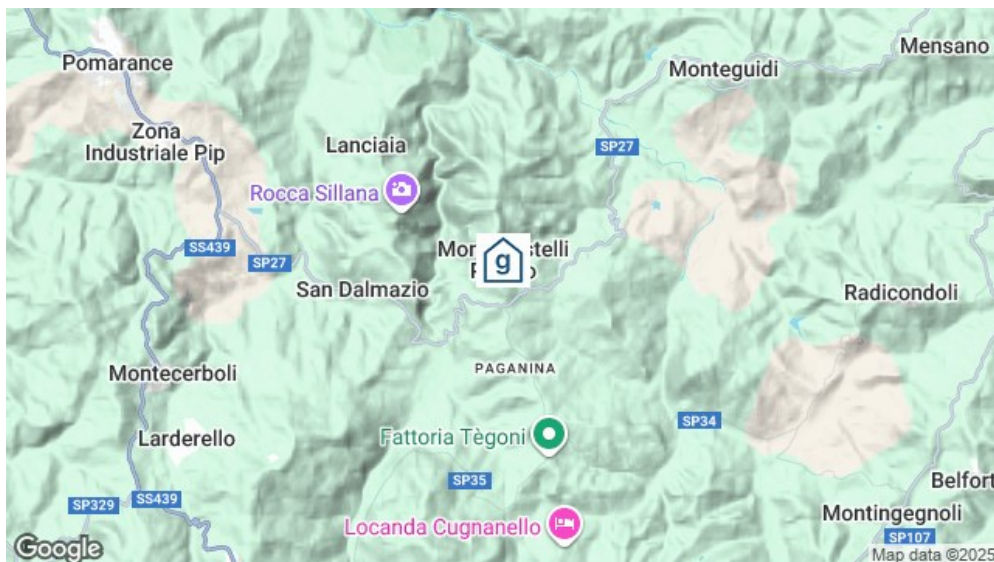 Mensano
Pomarance
Monteguidi
Zona
Industriale Pip
Lanciaia
SP27
Rocca Sillana
SS439
SP27
g
San Dalmazio
Radicondoli
PAGANINA
Montecerboli
SP34
Larderello
Fattoria Tègoni
SP35
Belfort
SP329
SS439
Locanda Cugnanello
Montingegnoli
SP107
Google
Map data ©2025